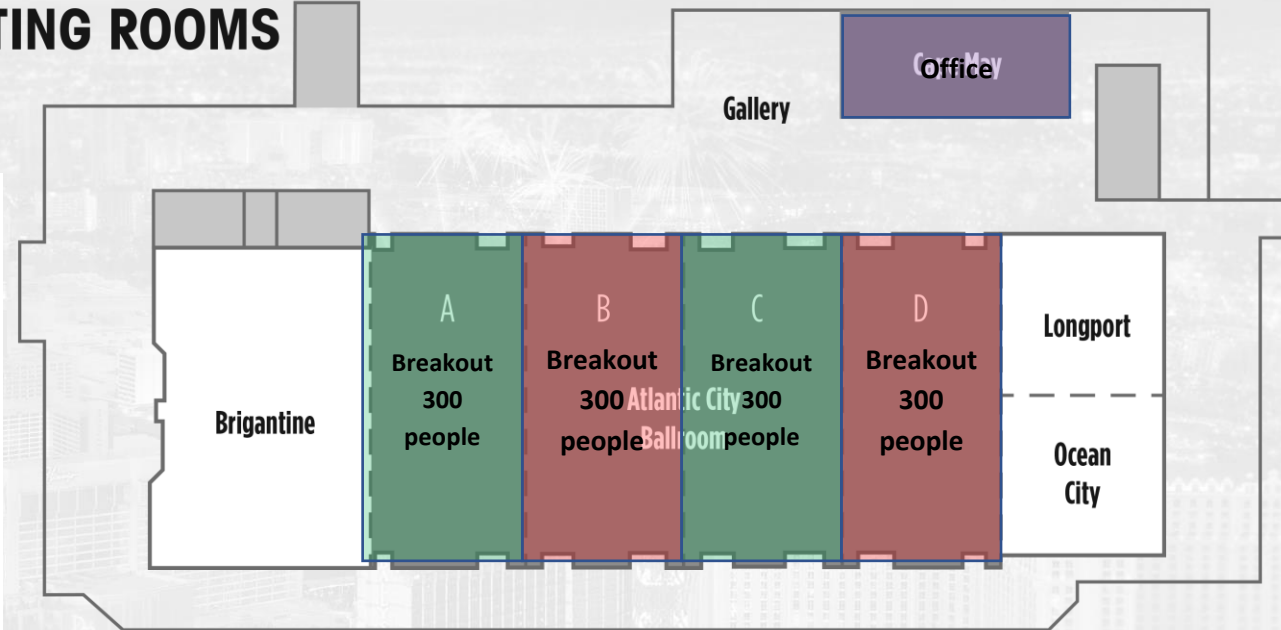 TING ROOMS
Office
Gallery
A
B
C
D
Breakout
300
people
Breakout
300
people
Breakout
300
people
Breakout
300
people
Atlantic City
Ballroom
Brigantine
Longport
Ocean
City